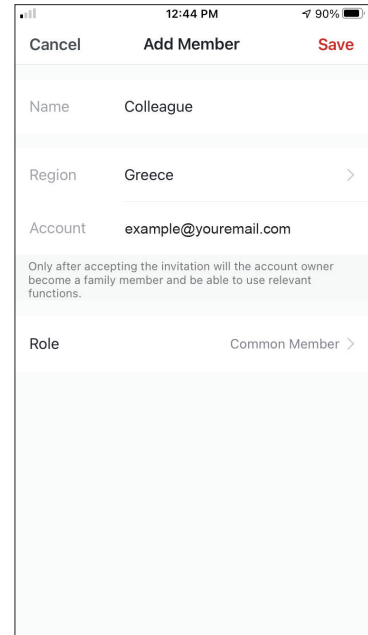 12:44 PM 90%
Cancel Add Member Save
Name Colleague
Region Greece
Account example@youremail.com
Only after accepting the invitation will the account owner
become a family member and be able to use relevant
functions.
Role Common Member